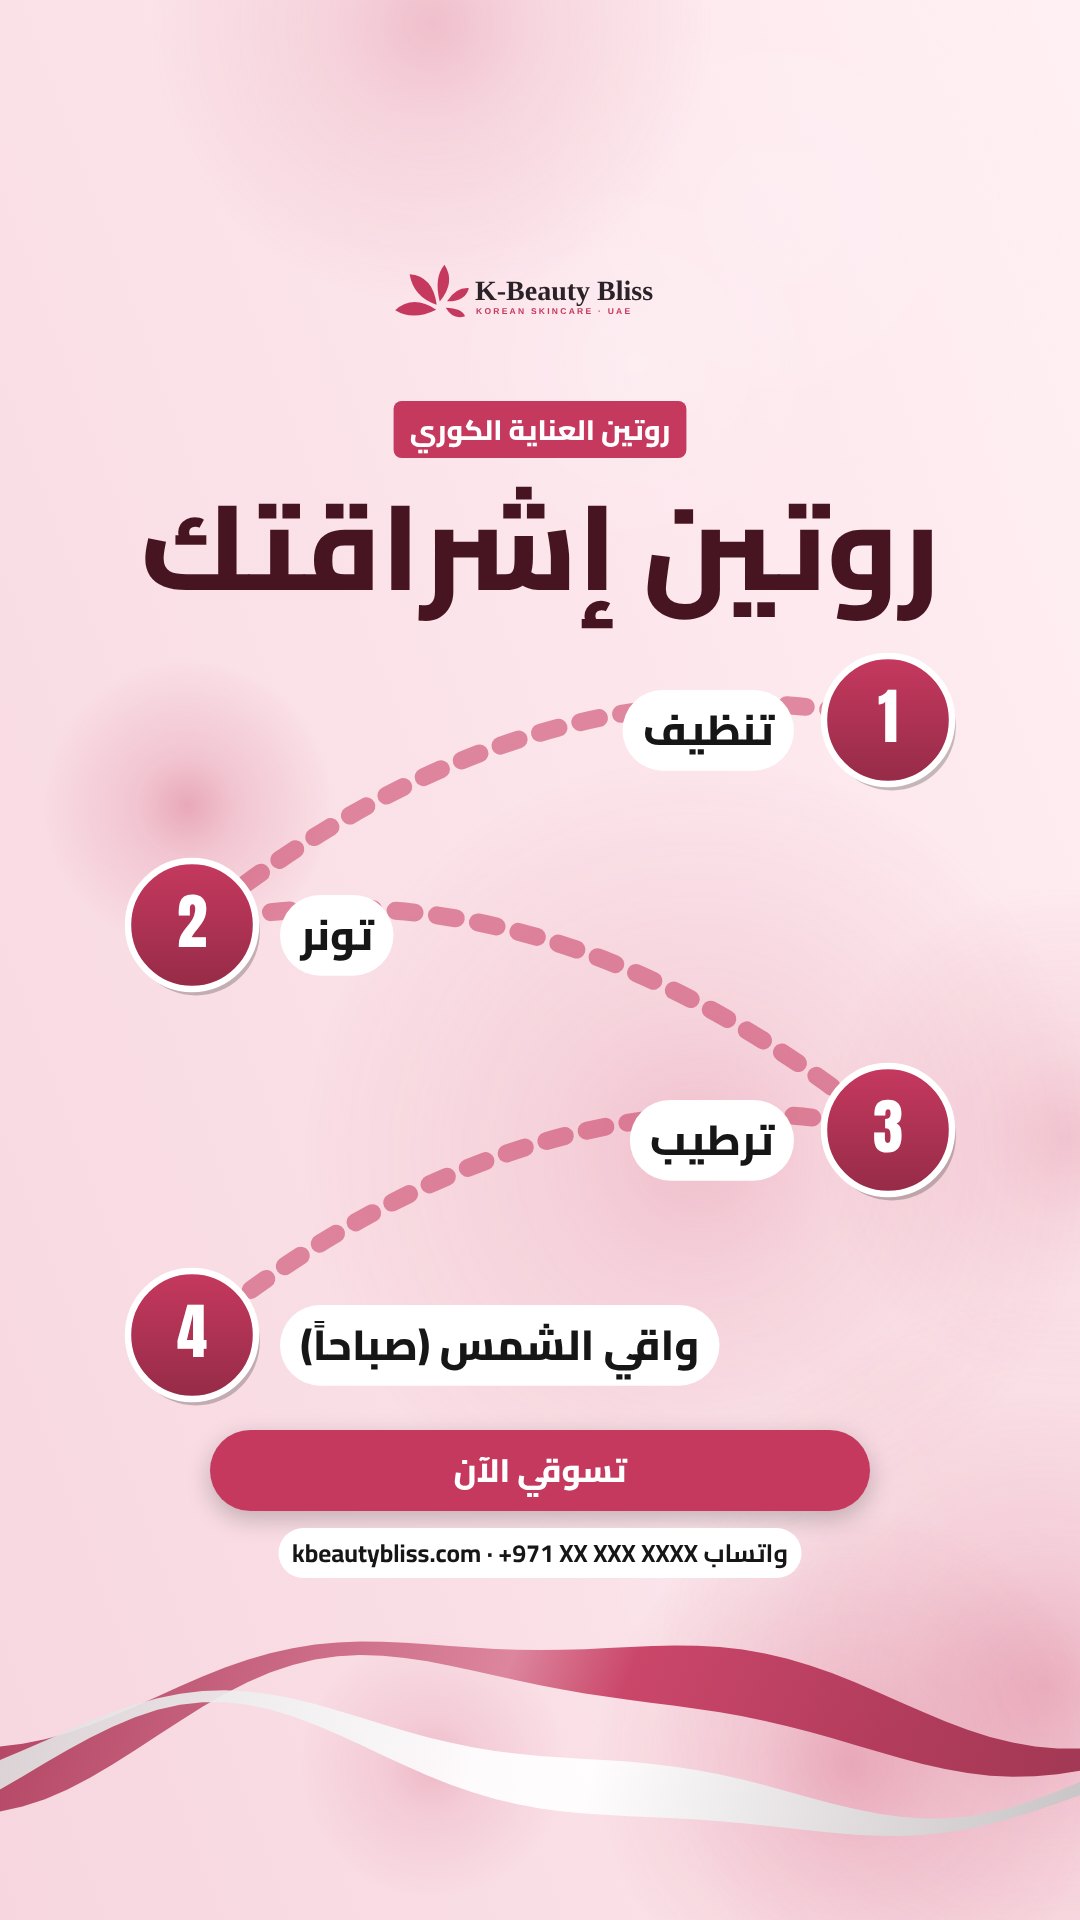 K-Beauty Bliss
KOREAN SKINCARE · UAE
روتين العناية الكوري
روتين إشراقتك
1
تنظيف
2
تونر
3
ترطيب
4
واقي الشمس (صباحاً)
تسوقي الآن
واتساب +971 XX XXX XXXX · kbeautybliss.com